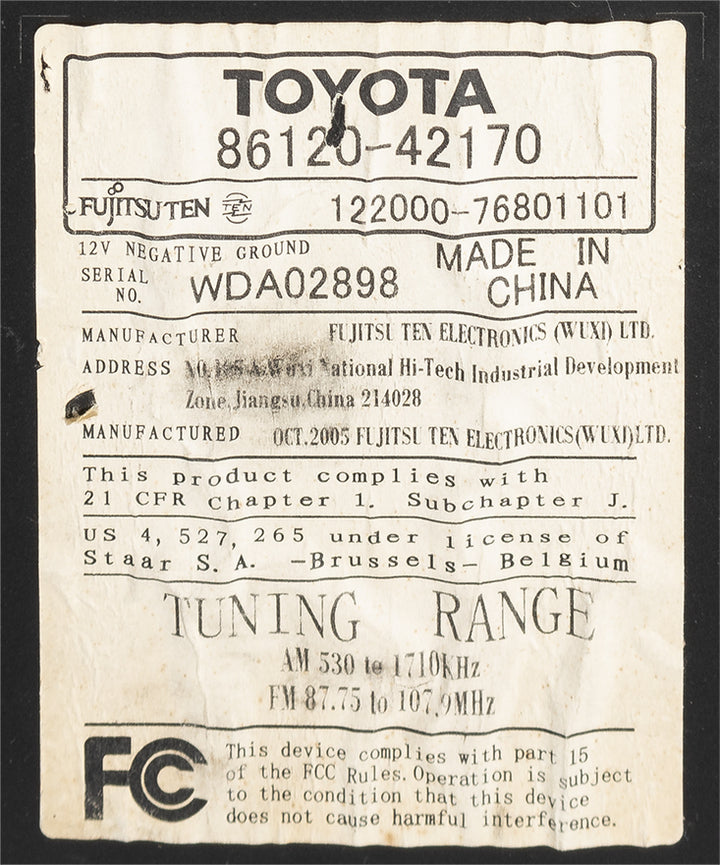 TOYOTA
86120-42170
FUJITSU TEN TEN 122000-76801101
12V NEGATIVE GROUND
MADE IN
SERIAL
NO. WDA02898
CHINA
MANUFACTURER FUJITSU TEN ELECTRONICS (WUXI) LTD.
ADDRESS Wuxi National Hi-Tech Industrial Development
Zone,Jiangsu,China 214028
MANUFACTURED OCT.2005 FUJITSU TEN ELECTRONICS(WUXI)LTD.
This product complies with
21 CFR Chapter 1. Subchapter J.
US 4, 527, 265 under license of
Staar S. A. -Brussels- Belgium
TUNING RANGE
AM 530 to 1710KHz
FM 87.75 to 107.9MHz
FC This device complies with part 15
of the FCC Rules. Operation is subject
to the condition that this device
does not cause harmful interference.